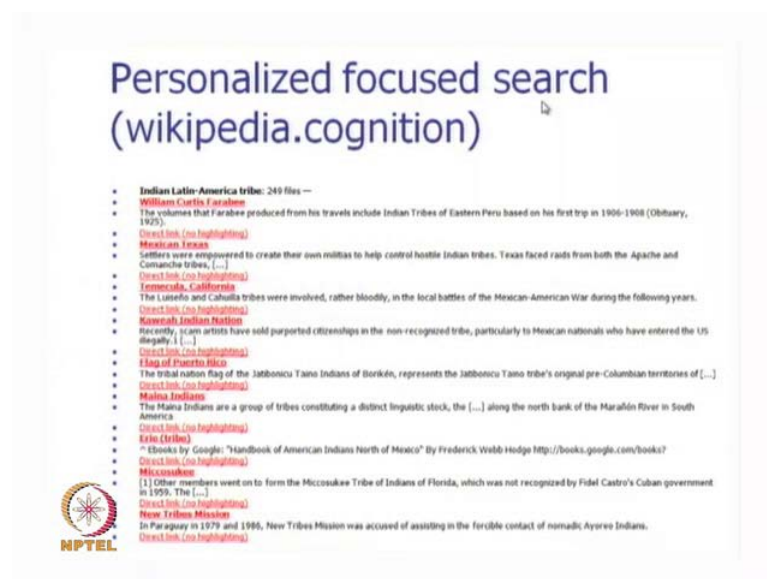 Personalized focused search
(wikipedia.cognition)
Indian Latin-America tribe: 249 files —
William Curtis Farabee
The volumes that Farabee produced from his travels include Indian Tribes of Eastern Peru based on his first trip in 1906-1908 (Obituary,
1925).
Direct link (no highlighting)
Mexican Texas
Settlers were empowered to create their own militias to help control hostile Indian tribes. Texas faced raids from both the Apache and
Comanche tribes, [...]
Direct link (no highlighting)
Temecula, California
The Luiseño and Cahuilla tribes were involved, rather bloodily, in the local battles of the Mexican-American War during the following years.
Direct link (no highlighting)
Kaweah Indian Nation
Recently, scam artists have sold purported citizenships in the non-recognized tribe, particularly to Mexican nationals who have entered the US
illegally.1 [...]
Direct link (no highlighting)
Flag of Puerto Rico
The tribal nation flag of the Jatibonicu Taino Indians of Borikén, represents the Jatibonicu Taino tribe's original pre-Columbian territories of [...]
Direct link (no highlighting)
Maina Indians
The Maina Indians are a group of tribes constituting a distinct linguistic stock, the [...] along the north bank of the Marañón River in South
America
Direct link (no highlighting)
Erie (tribe)
^ Ebooks by Google: "Handbook of American Indians North of Mexico" By Frederick Webb Hodge http://books.google.com/books?
Direct link (no highlighting)
Miccosukee
[1] Other members went on to form the Miccosukee Tribe of Indians of Florida, which was not recognized by Fidel Castro's Cuban government
in 1959. The [...]
Direct link (no highlighting)
New Tribes Mission
In Paraguay in 1979 and 1986, New Tribes Mission was accused of assisting in the forcible contact of nomadic Ayoreo Indians.
Direct link (no highlighting)
NPTEL